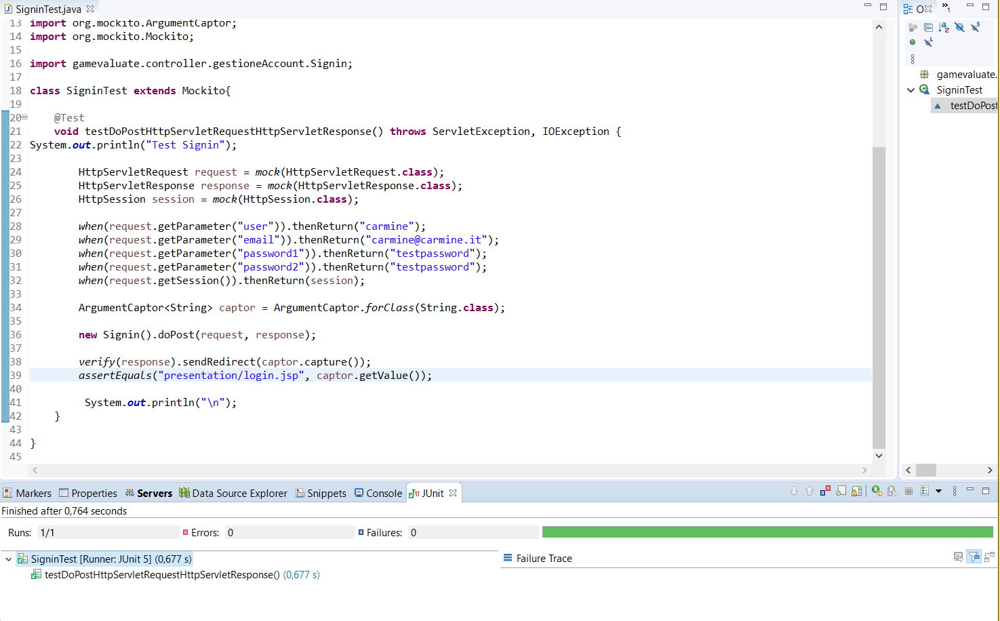 SigninTest.java
13 import org.mockito.ArgumentCaptor;
14 import org.mockito.Mockito;
15
16 import gamevaluate.controller.gestioneAccount.Signin;
17
18 class SigninTest extends Mockito{
19
20 @Test
21 void testDoPostHttpServletRequestHttpServletResponse() throws ServletException, IOException {
22 System.out.println("Test Signin");
23
24 HttpServletRequest request = mock(HttpServletRequest.class);
25 HttpServletResponse response = mock(HttpServletResponse.class);
26 HttpSession session = mock(HttpSession.class);
27
28 when(request.getParameter("user")).thenReturn("carmine");
29 when(request.getParameter("email")).thenReturn("carmine@carmine.it");
30 when(request.getParameter("password1")).thenReturn("testpassword");
31 when(request.getParameter("password2")).thenReturn("testpassword");
32 when(request.getSession()).thenReturn(session);
33
34 ArgumentCaptor<String> captor = ArgumentCaptor.forClass(String.class);
35
36 new Signin().doPost(request, response);
37
38 verify(response).sendRedirect(captor.capture());
39 assertEquals("presentation/login.jsp", captor.getValue());
40
41 System.out.println("\n");
42 }
43
44 }
45
O
»1
gamevaluate.
SigninTest
testDoPost
Markers Properties Servers Data Source Explorer Snippets Console JUnit
Finished after 0,764 seconds
Runs: 1/1 Errors: 0 Failures: 0
SigninTest [Runner: JUnit 5] (0,677 s)
testDoPostHttpServletRequestHttpServletResponse() (0,677 s)
Failure Trace